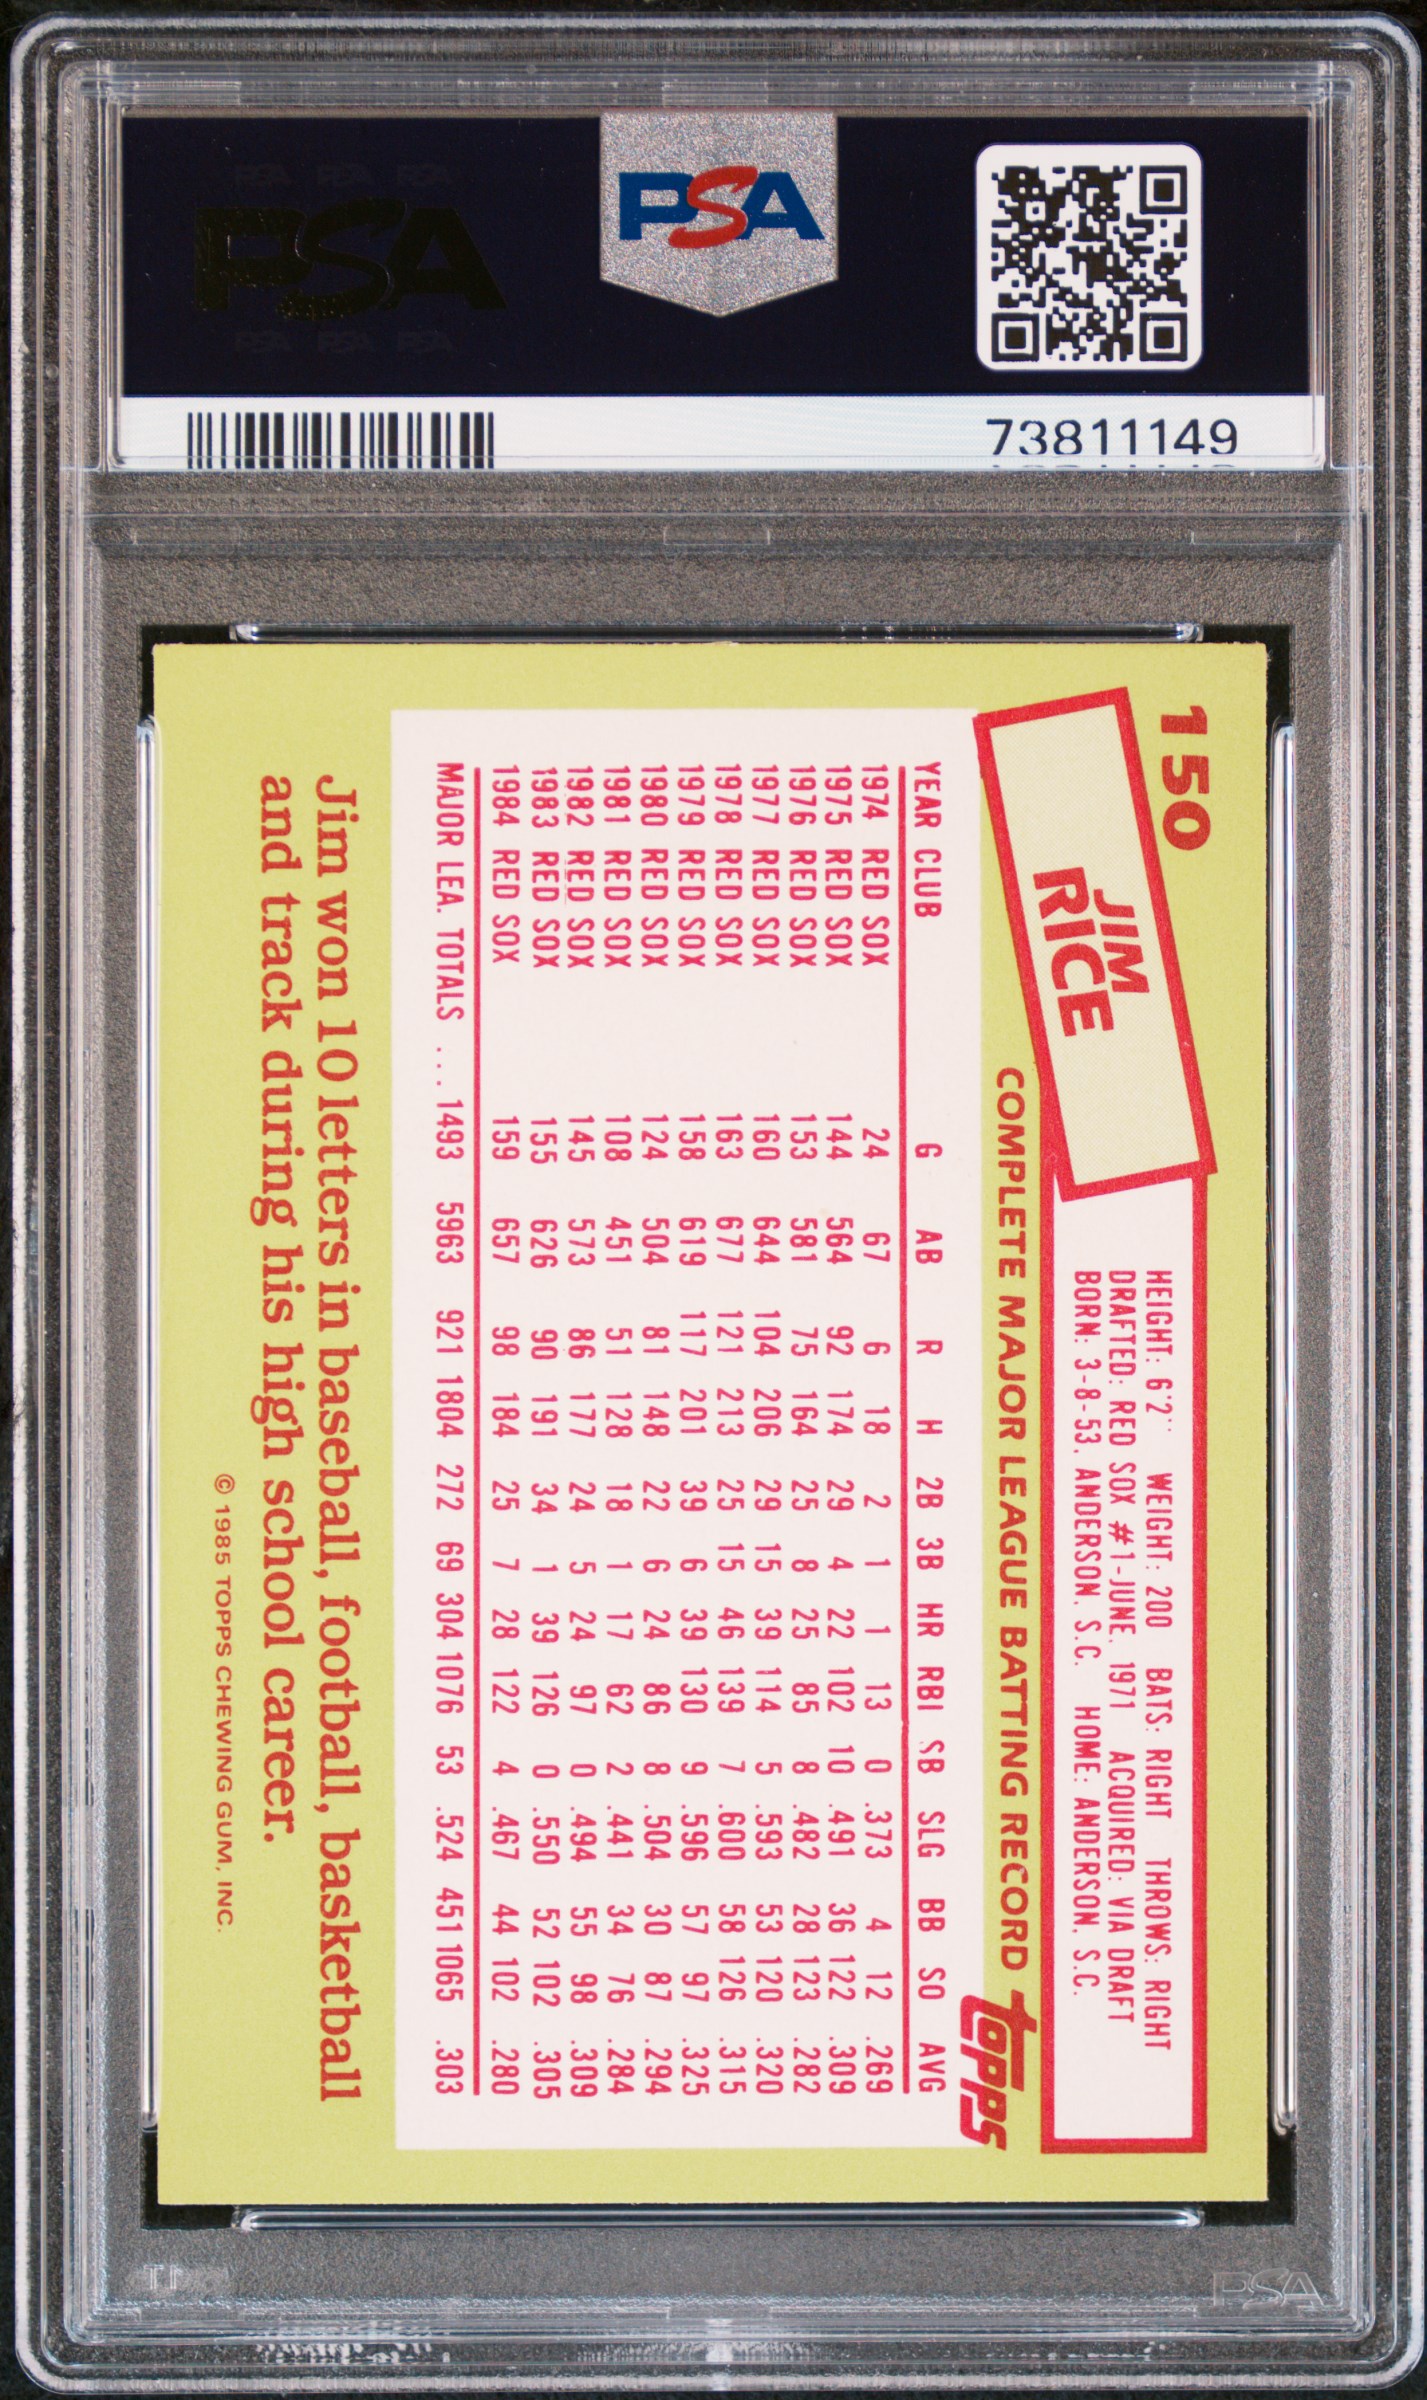 PSA PSA PSA
PSA
PSA PSA PSA
PSA
73811149
150
JIM
RICE
HEIGHT: 6'2" WEIGHT: 200 BATS: RIGHT THROWS: RIGHT
DRAFTED: RED SOX #1-JUNE, 1971 ACQUIRED: VIA DRAFT
BORN: 3-8-53, ANDERSON, S.C. HOME: ANDERSON, S.C.
COMPLETE MAJOR LEAGUE BATTING RECORD
topps
YEAR CLUB G AB R H 2B 3B HR RBI SB SLG BB SO AVG
1974 RED SOX 24 67 6 18 2 1 1 13 0 .373 4 12 .269
1975 RED SOX 144 564 92 174 29 4 22 102 10 .491 36 122 .309
1976 RED SOX 153 581 75 164 25 8 25 85 8 .482 28 123 .282
1977 RED SOX 160 644 104 206 29 15 39 114 5 .593 53 120 .320
1978 RED SOX 163 677 121 213 25 15 46 139 7 .600 58 126 .315
1979 RED SOX 158 619 117 201 39 6 39 130 9 .596 57 97 .325
1980 RED SOX 124 504 81 148 22 6 24 86 8 .504 30 87 .294
1981 RED SOX 108 451 51 128 18 1 17 62 2 .441 34 76 .284
1982 RED SOX 145 573 86 177 24 5 24 97 0 .494 55 98 .309
1983 RED SOX 155 626 90 191 34 1 39 126 0 .550 52 102 .305
1984 RED SOX 159 657 98 184 25 7 28 122 4 .467 44 102 .280
MAJOR LEA. TOTALS ... 1493 5963 921 1804 272 69 304 1076 53 .524 451 1065 .303
Jim won 10 letters in baseball, football, basketball
and track during his high school career.
© 1985 TOPPS CHEWING GUM, INC.
PSA